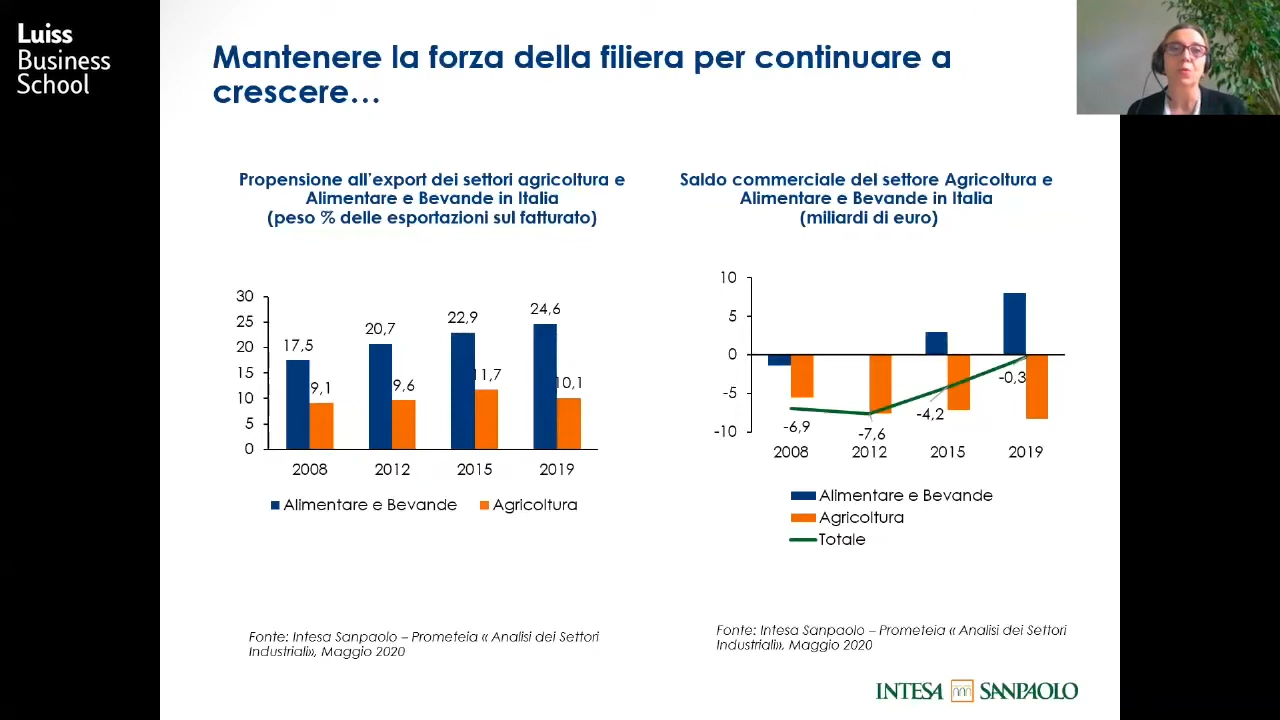 Luiss
Business
School
Mantenere la forza della filiera per continuare a
crescere…
Propensione all'export dei settori agricoltura e
Alimentare e Bevande in Italia
(peso % delle esportazioni sul fatturato)
30
25
20
15
10
5
0
17,5
9,1
20,7
9,6
22,9
11,7
24,6
10,1
2008
2012
2015
2019
Alimentare e Bevande
Agricoltura
Fonte: Intesa Sanpaolo – Prometeia « Analisi dei Settori
Industriali», Maggio 2020
Saldo commerciale del settore Agricoltura e
Alimentare e Bevande in Italia
(miliardi di euro)
10
5
0
-5
-10
-6,9
-7,6
-4,2
-0,3
2008
2012
2015
2019
Alimentare e Bevande
Agricoltura
Totale
Fonte: Intesa Sanpaolo – Prometeia « Analisi dei Settori
Industriali», Maggio 2020
INTESA SANPAOLO